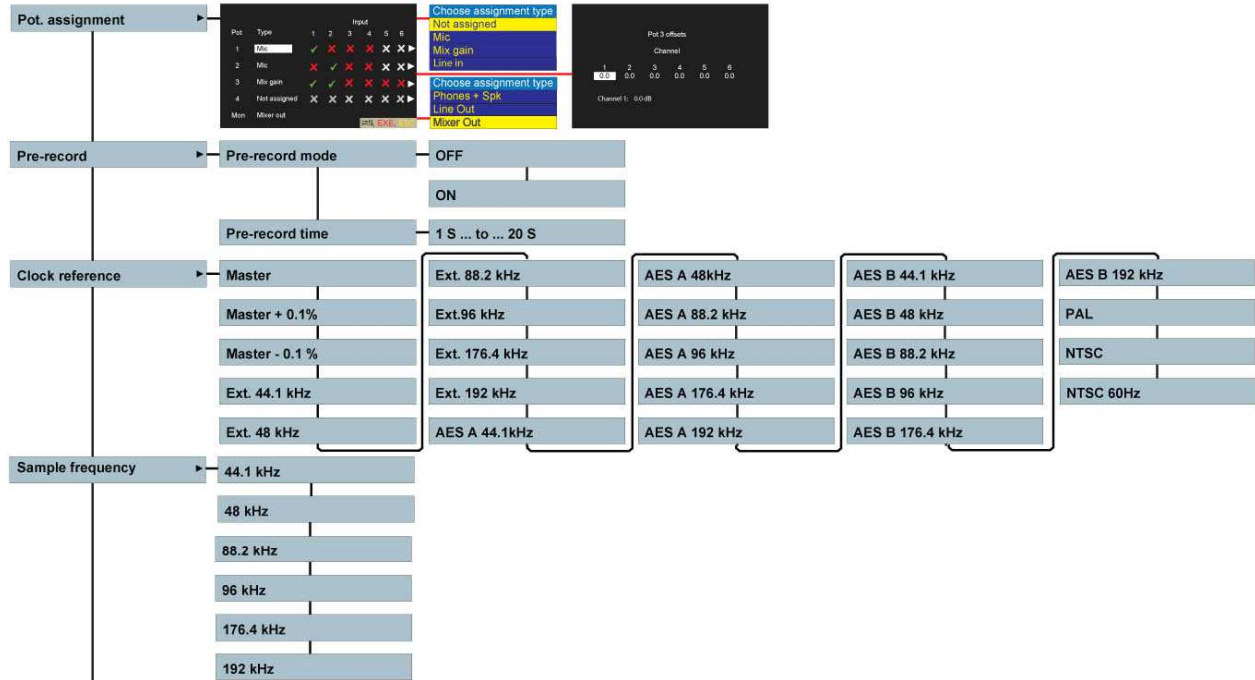 Pot. assignment
Input
Pot Type 1 2 3 4 5 6
1 Mic
2 Mic
3 Mix gain
4 Not assigned
Mon Mixer out
EXE
Choose assignment type
Not assigned
Mic
Mix gain
Line in
Choose assignment type
Phones + Spk
Line Out
Mixer Out
Pot 3 offsets
Channel
1 2 3 4 5 6
0.0 0.0 0.0 0.0 0.0 0.0
Channel 1: 0.0 dB
Pre-record
Pre-record mode
OFF
ON
Pre-record time
1 S ... to ... 20 S
Clock reference
Master
Master + 0.1%
Master - 0.1 %
Ext. 44.1 kHz
Ext. 48 kHz
Ext. 88.2 kHz
Ext.96 kHz
Ext. 176.4 kHz
Ext. 192 kHz
AES A 44.1kHz
AES A 48kHz
AES A 88.2 kHz
AES A 96 kHz
AES A 176.4 kHz
AES A 192 kHz
AES B 44.1 kHz
AES B 48 kHz
AES B 88.2 kHz
AES B 96 kHz
AES B 176.4 kHz
AES B 192 kHz
PAL
NTSC
NTSC 60Hz
Sample frequency
44.1 kHz
48 kHz
88.2 kHz
96 kHz
176.4 kHz
192 kHz